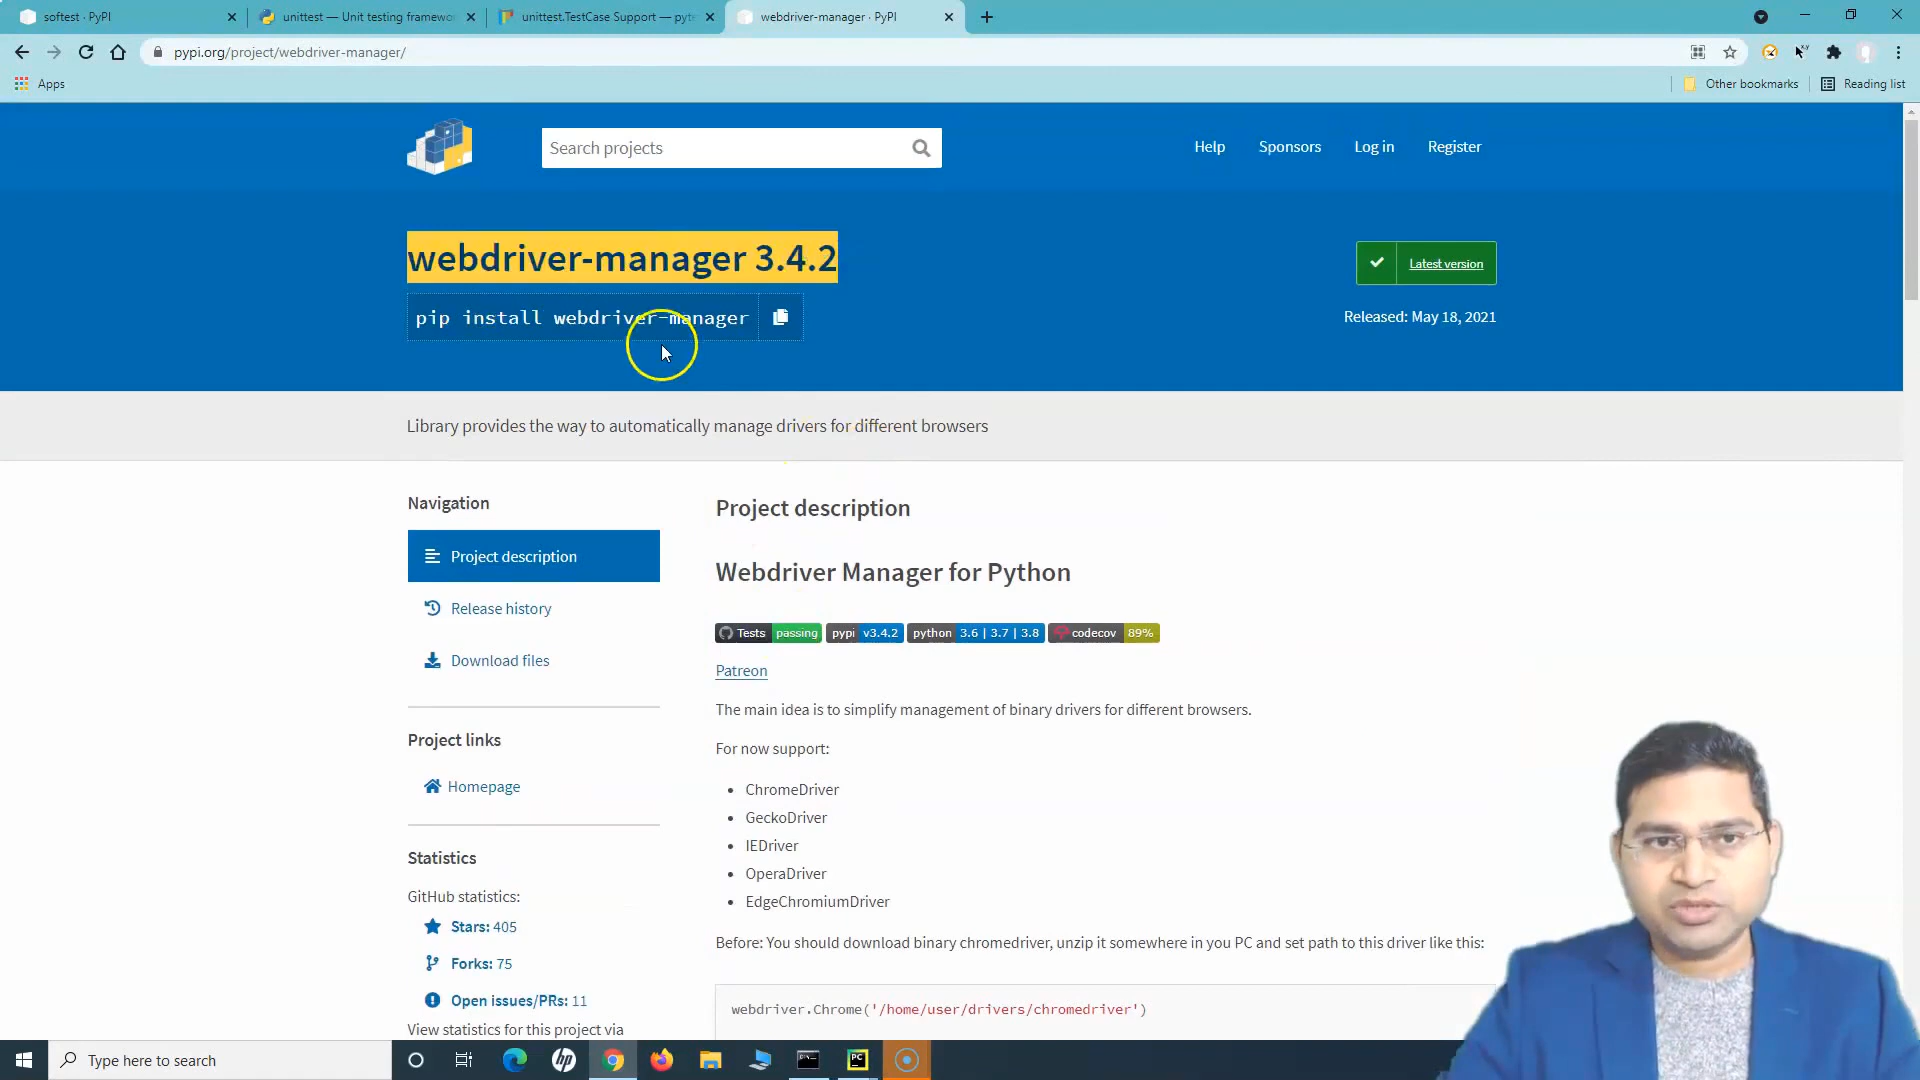 softest · PyPI
unittest — Unit testing framewo
unittest.TestCase Support — pyte
webdriver-manager · PyPI
pypi.org/project/webdriver-manager/
Apps
Other bookmarks
Reading list
Search projects
Help
Sponsors
Log in
Register
webdriver-manager 3.4.2
pip install webdriver-manager
Latest version
Released: May 18, 2021
Library provides the way to automatically manage drivers for different browsers
Navigation
Project description
Release history
Download files
Project links
Homepage
Statistics
GitHub statistics:
Stars: 405
Forks: 75
Open issues/PRs: 11
View statistics for this project via
Project description
Webdriver Manager for Python
Tests passing pypi v3.4.2 python 3.6 | 3.7 | 3.8 codecov 89%
Patreon
The main idea is to simplify management of binary drivers for different browsers.
For now support:
• ChromeDriver
• GeckoDriver
• IEDriver
• OperaDriver
• EdgeChromiumDriver
Before: You should download binary chromedriver, unzip it somewhere in you PC and set path to this driver like this:
webdriver.Chrome('/home/user/drivers/chromedriver')
Type here to search
hp
PC